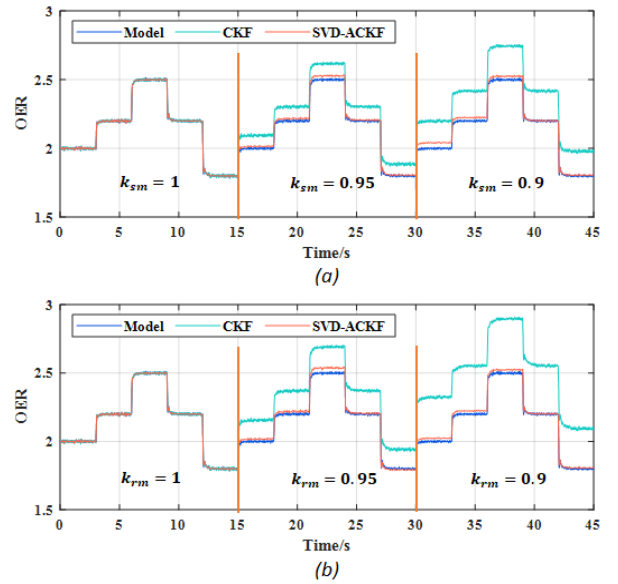 (a)
Model CKF SVD-ACKF
3
2.5
2
1.5
OER
k_sm = 1
k_sm = 0.95
k_sm = 0.9
0 5 10 15 20 25 30 35 40 45
Time/s
(a)
Model CKF SVD-ACKF
3
2.5
2
1.5
OER
k_rm = 1
k_rm = 0.95
k_rm = 0.9
0 5 10 15 20 25 30 35 40 45
Time/s
(b)